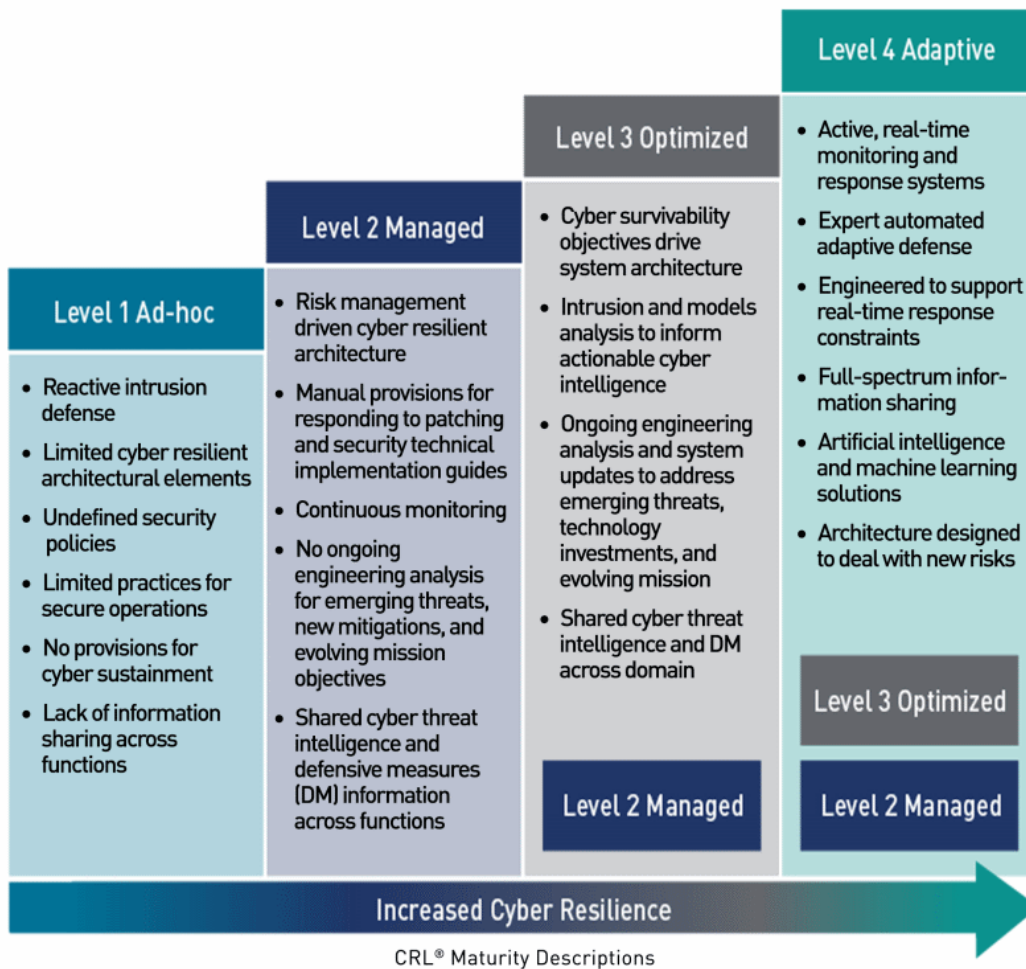 Level 1 Ad-hoc
• Reactive intrusion
defense
• Limited cyber resilient
architectural elements
• Undefined security
policies
• Limited practices for
secure operations
• No provisions for
cyber sustainment
• Lack of information
sharing across
functions
Level 2 Managed
• Risk management
driven cyber resilient
architecture
• Manual provisions for
responding to patching
and security technical
implementation guides
• Continuous monitoring
• No ongoing
engineering analysis
for emerging threats,
new mitigations, and
evolving mission
objectives
• Shared cyber threat
intelligence and
defensive measures
(DM) information
across functions
Level 3 Optimized
• Cyber survivability
objectives drive
system architecture
• Intrusion and models
analysis to inform
actionable cyber
intelligence
• Ongoing engineering
analysis and system
updates to address
emerging threats,
technology
investments, and
evolving mission
• Shared cyber threat
intelligence and DM
across domain
Level 2 Managed
Level 4 Adaptive
• Active, real-time
monitoring and
response systems
• Expert automated
adaptive defense
• Engineered to support
real-time response
constraints
• Full-spectrum infor-
mation sharing
• Artificial intelligence
and machine learning
solutions
• Architecture designed
to deal with new risks
Level 3 Optimized
Level 2 Managed
Increased Cyber Resilience
CRL® Maturity Descriptions